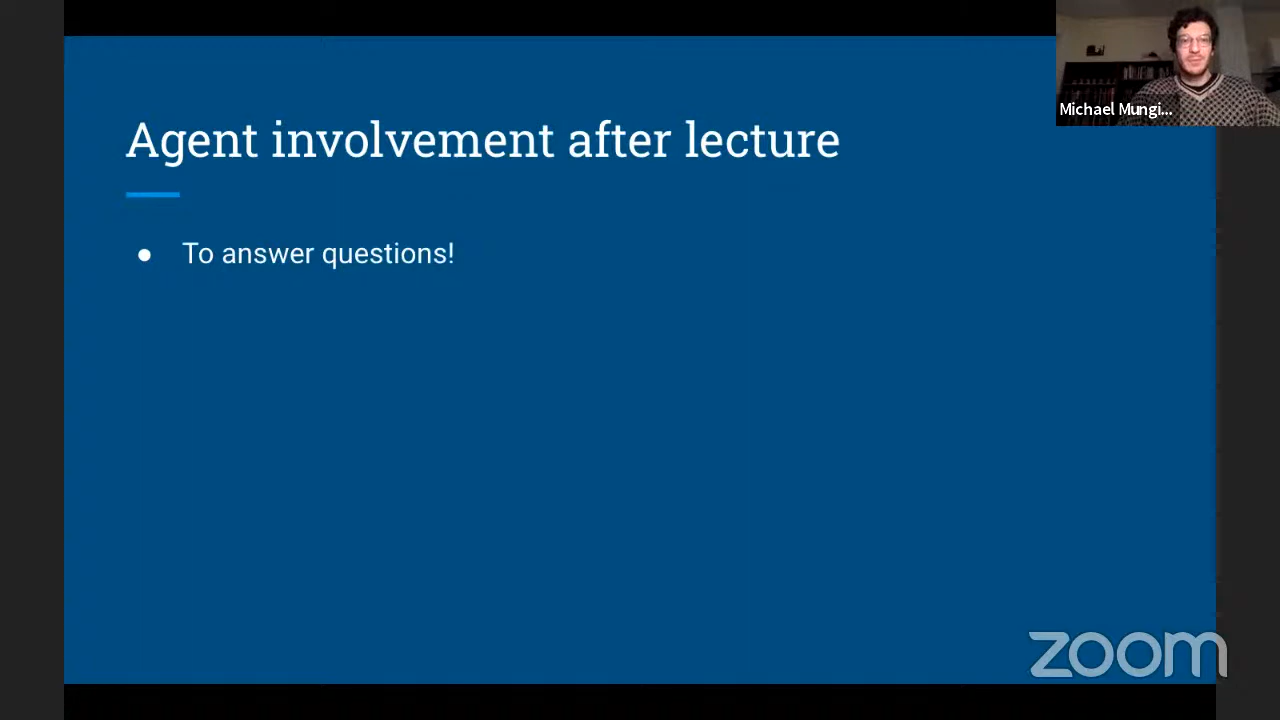 Michael Mungi...
Agent involvement after lecture
● To answer questions!
zoom